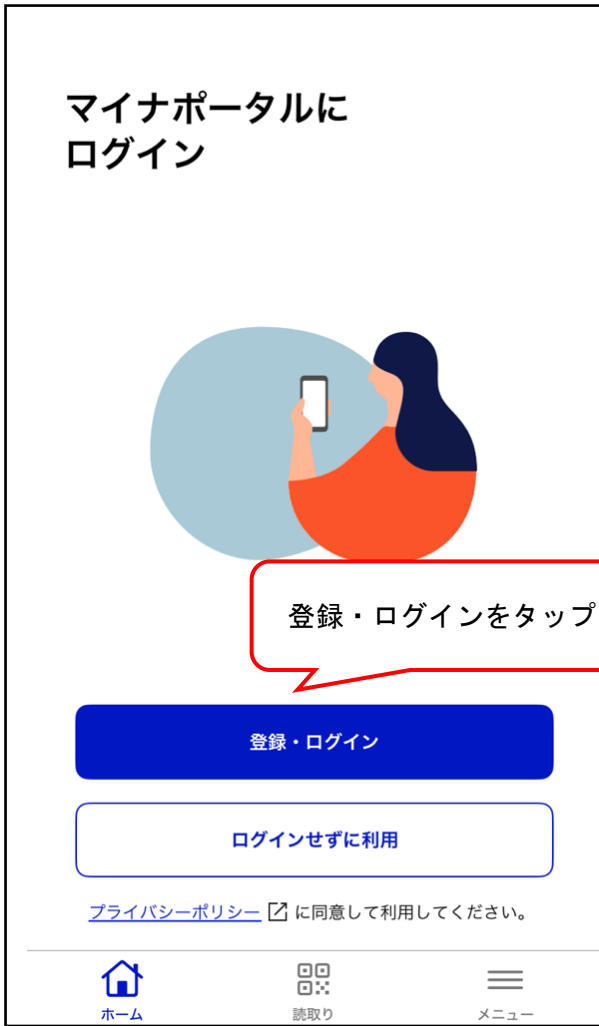 マイナポータルに
ログイン
登録・ログインをタップ
登録・ログイン
ログインせずに利用
プライバシーポリシー に同意して利用してください。
ホーム 読取り メニュー